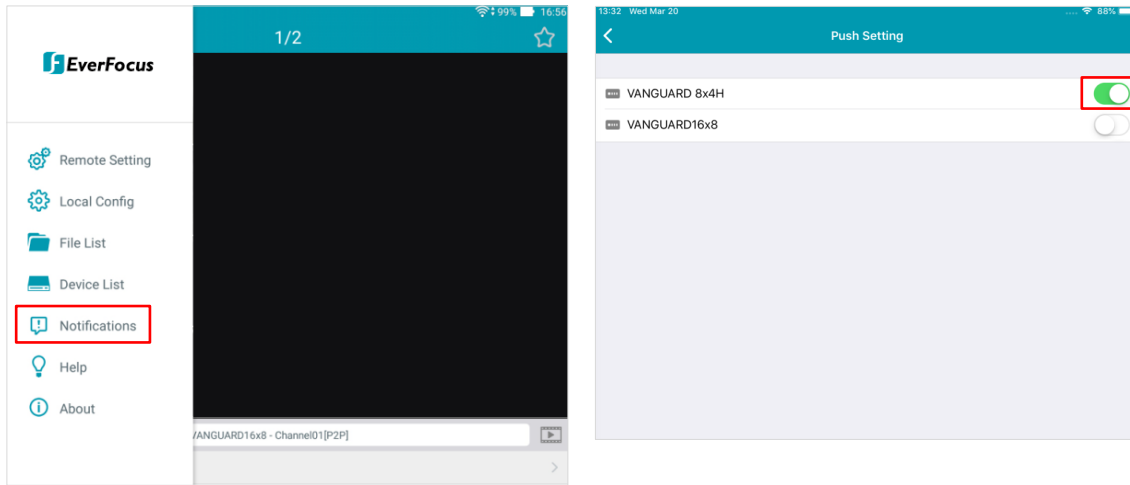 99% 16:56
1/2
EverFocus
Remote Setting
Local Config
File List
Device List
Notifications
Help
About
/ANGUARD16x8 - Channel01[P2P]
13:32 Wed Mar 20
88%
Push Setting
VANGUARD 8x4H
VANGUARD16x8